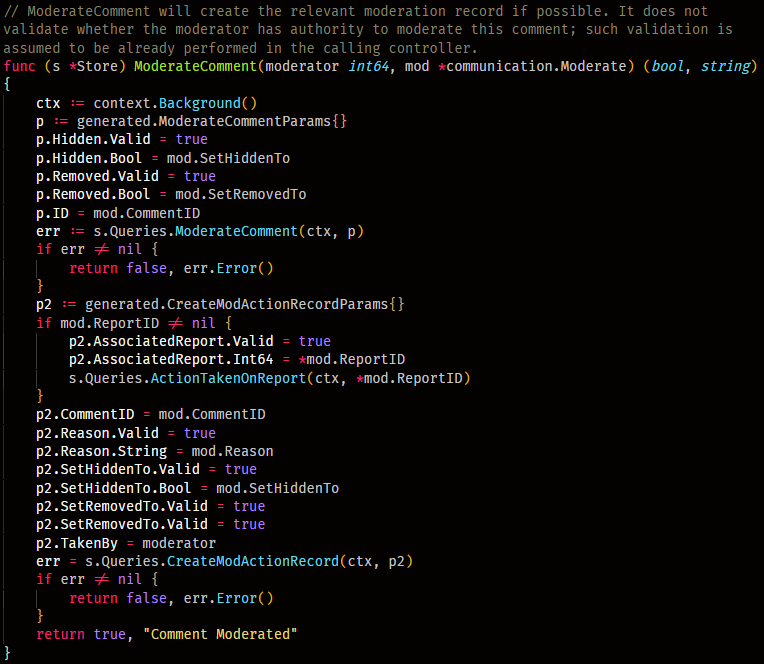 // ModerateComment will create the relevant moderation record if possible. It does not
validate whether the moderator has authority to moderate this comment; such validation is
assumed to be already performed in the calling controller.
func (s *Store) ModerateComment(moderator int64, mod *communication.Moderate) (bool, string)
{
    ctx := context.Background()
    p := generated.ModerateCommentParams{}
    p.Hidden.Valid = true
    p.Hidden.Bool = mod.SetHiddenTo
    p.Removed.Valid = true
    p.Removed.Bool = mod.SetRemovedTo
    p.ID = mod.CommentID
    err := s.Queries.ModerateComment(ctx, p)
    if err ≠ nil {
        return false, err.Error()
    }
    p2 := generated.CreateModActionRecordParams{}
    if mod.ReportID ≠ nil {
        p2.AssociatedReport.Valid = true
        p2.AssociatedReport.Int64 = *mod.ReportID
        s.Queries.ActionTakenOnReport(ctx, *mod.ReportID)
    }
    p2.CommentID = mod.CommentID
    p2.Reason.Valid = true
    p2.Reason.String = mod.Reason
    p2.SetHiddenTo.Valid = true
    p2.SetHiddenTo.Bool = mod.SetHiddenTo
    p2.SetRemovedTo.Valid = true
    p2.SetRemovedTo.Valid = true
    p2.TakenBy = moderator
    err = s.Queries.CreateModActionRecord(ctx, p2)
    if err ≠ nil {
        return false, err.Error()
    }
    return true, "Comment Moderated"
}